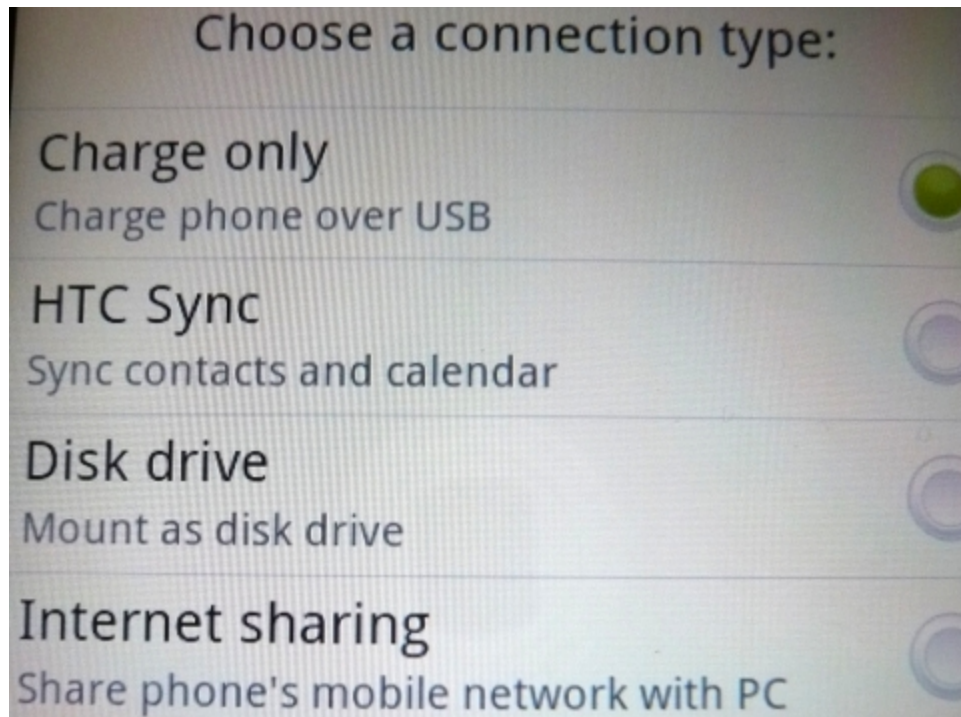 Choose a connection type:
Charge only
Charge phone over USB
HTC Sync
Sync contacts and calendar
Disk drive
Mount as disk drive
Internet sharing
Share phone's mobile network with PC